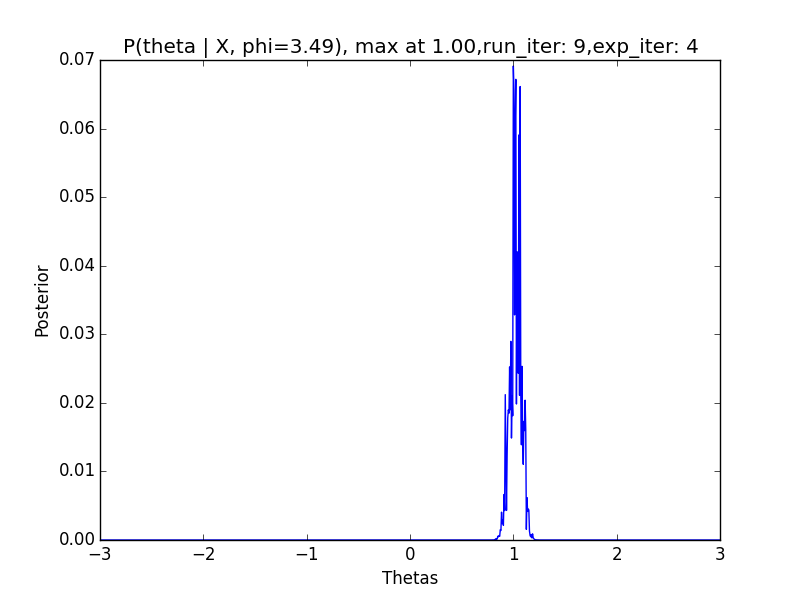 P(theta | X, phi=3.49), max at 1.00,run_iter: 9,exp_iter: 4
0.07
0.06
0.05
0.04
0.03
0.02
0.01
0.00
Posterior
−3 −2 −1 0 1 2 3
Thetas